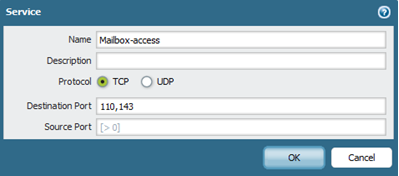 Service
Name Mailbox-access
Description
Protocol TCP UDP
Destination Port 110,143
Source Port [> 0]
OK Cancel